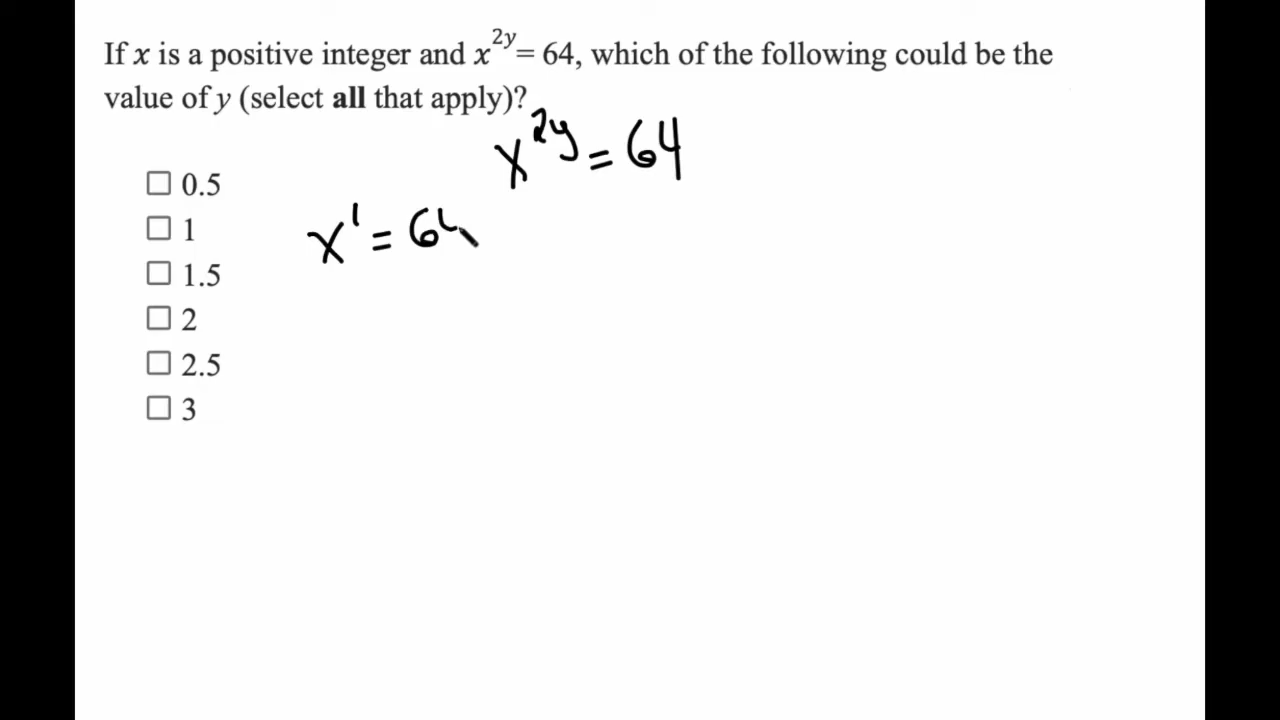 If x is a positive integer and x^{2y} = 64, which of the following could be the
value of y (select all that apply)?
x^{2y} = 64
0.5
1
x^1 = 64
1.5
2
2.5
3